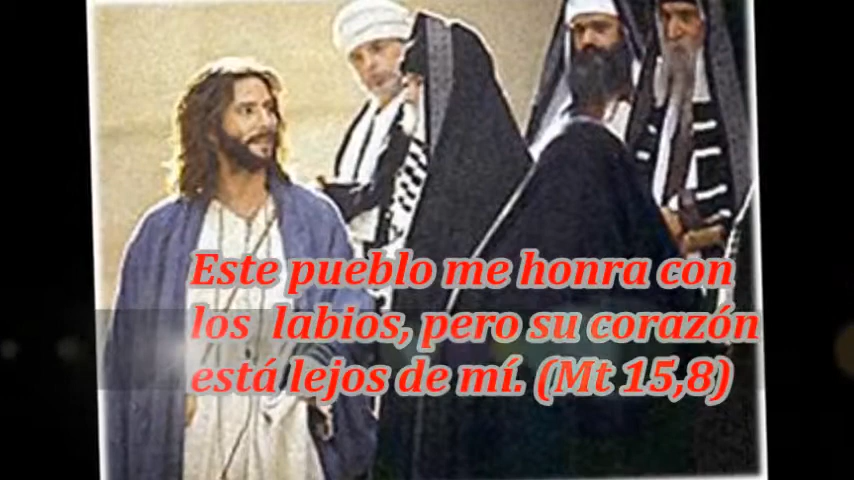 Este pueblo me honra con
los labios, pero su corazón
está lejos de mí. (Mt 15,8)